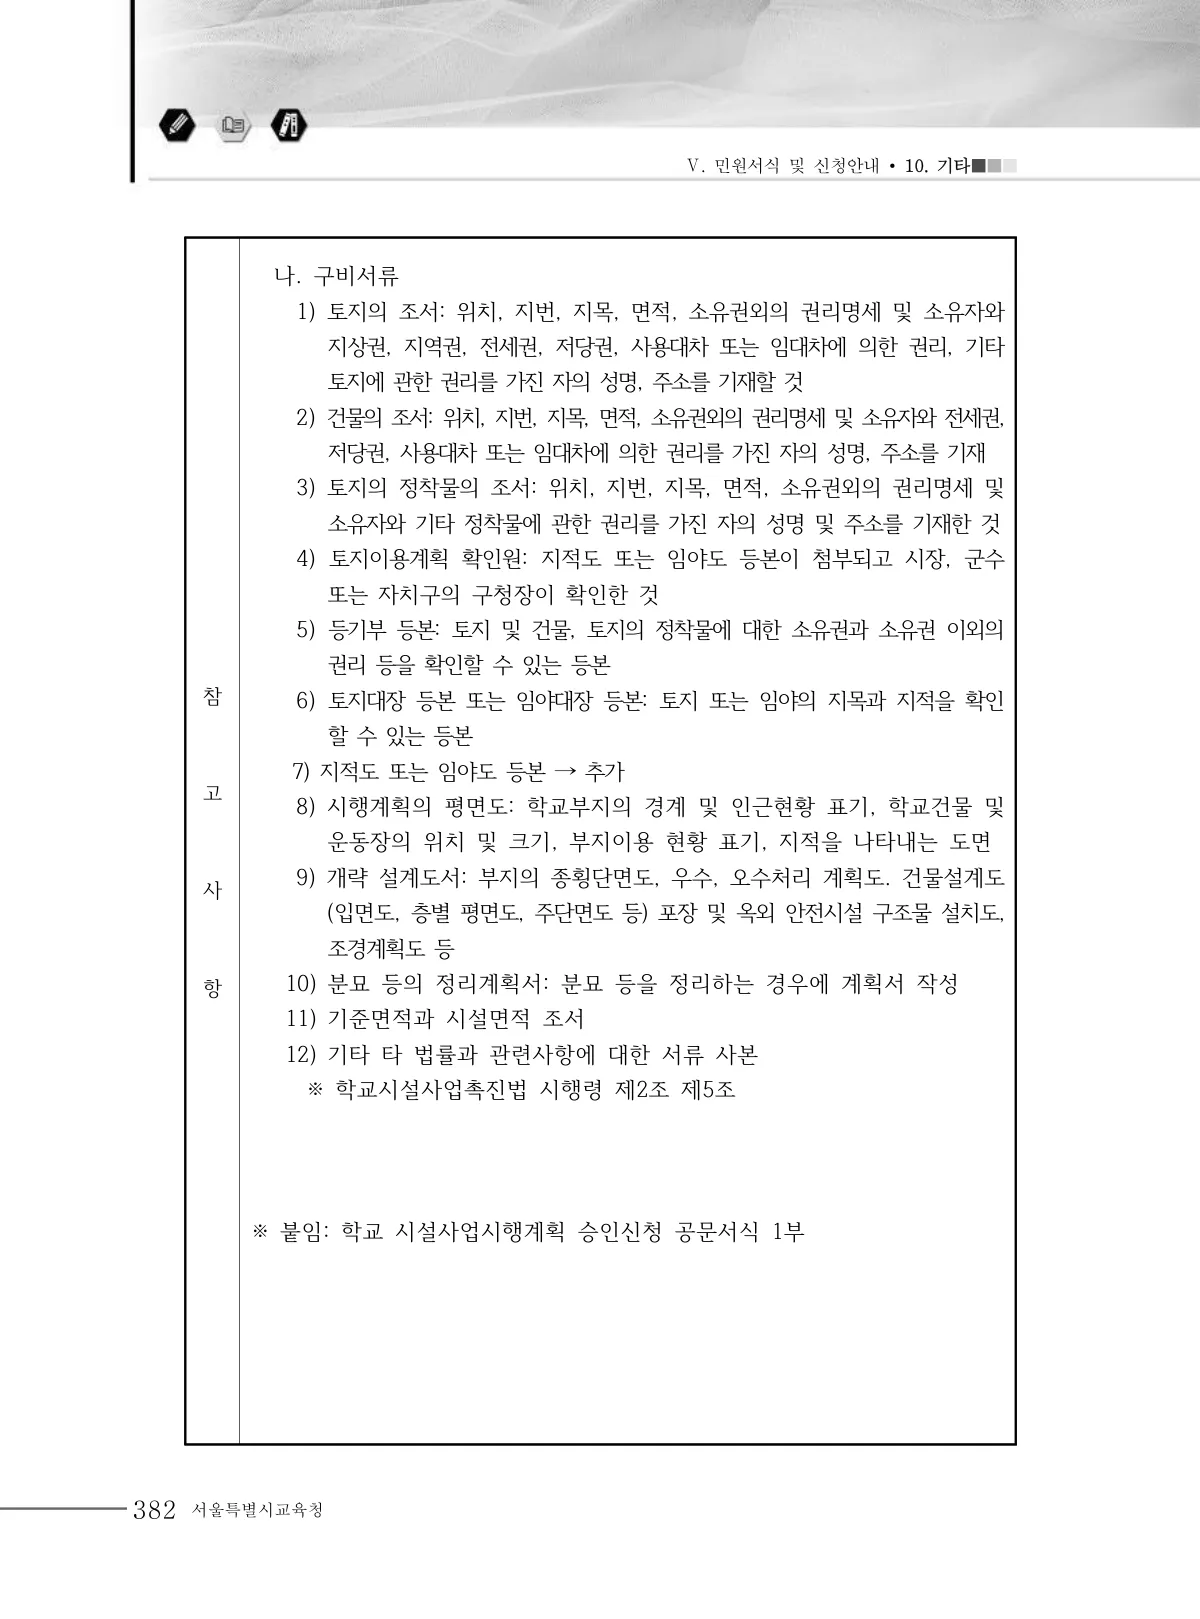 Ⅴ. 민원서식 및 신청안내 • 10. 기타
참
고
사
항
나. 구비서류
1) 토지의 조서: 위치, 지번, 지목, 면적, 소유권외의 권리명세 및 소유자와
지상권, 지역권, 전세권, 저당권, 사용대차 또는 임대차에 의한 권리, 기타
토지에 관한 권리를 가진 자의 성명, 주소를 기재할 것
2) 건물의 조서: 위치, 지번, 지목, 면적, 소유권외의 권리명세 및 소유자와 전세권,
저당권, 사용대차 또는 임대차에 의한 권리를 가진 자의 성명, 주소를 기재
3) 토지의 정착물의 조서: 위치, 지번, 지목, 면적, 소유권외의 권리명세 및
소유자와 기타 정착물에 관한 권리를 가진 자의 성명 및 주소를 기재한 것
4) 토지이용계획 확인원: 지적도 또는 임야도 등본이 첨부되고 시장, 군수
또는 자치구의 구청장이 확인한 것
5) 등기부 등본: 토지 및 건물, 토지의 정착물에 대한 소유권과 소유권 이외의
권리 등을 확인할 수 있는 등본
6) 토지대장 등본 또는 임야대장 등본: 토지 또는 임야의 지목과 지적을 확인
할 수 있는 등본
7) 지적도 또는 임야도 등본 → 추가
8) 시행계획의 평면도: 학교부지의 경계 및 인근현황 표기, 학교건물 및
운동장의 위치 및 크기, 부지이용 현황 표기, 지적을 나타내는 도면
9) 개략 설계도서: 부지의 종횡단면도, 우수, 오수처리 계획도. 건물설계도
(입면도, 층별 평면도, 주단면도 등) 포장 및 옥외 안전시설 구조물 설치도,
조경계획도 등
10) 분묘 등의 정리계획서: 분묘 등을 정리하는 경우에 계획서 작성
11) 기준면적과 시설면적 조서
12) 기타 타 법률과 관련사항에 대한 서류 사본
※ 학교시설사업촉진법 시행령 제2조 제5조
※ 붙임: 학교 시설사업시행계획 승인신청 공문서식 1부
382 서울특별시교육청